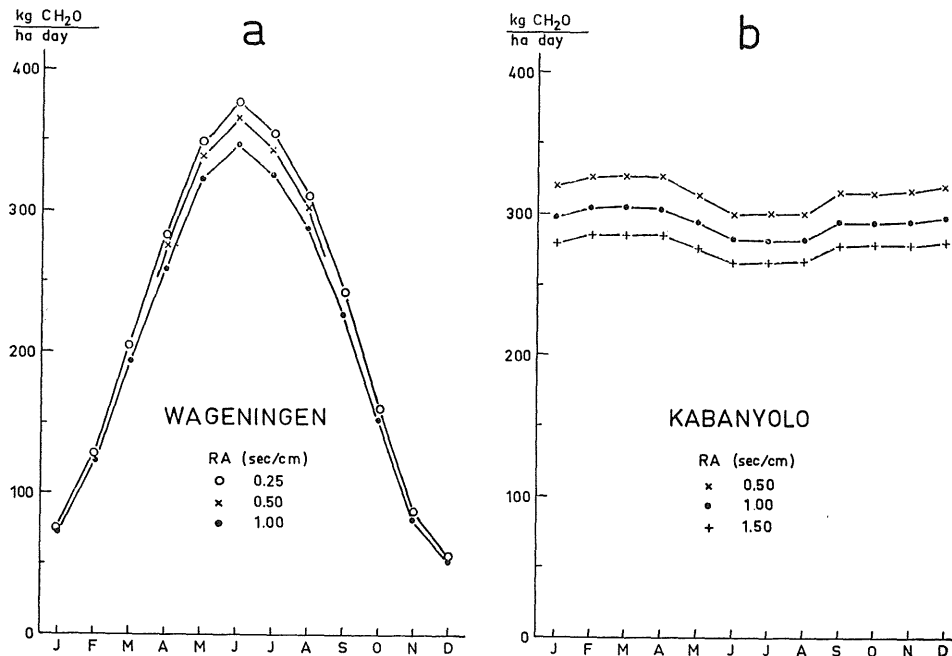 kg CH₂O
ha day
a
400
300
200
100
0
J F M A M J J A S O N D
WAGENINGEN
RA (sec/cm)
0.25
0.50
1.00
kg CH₂O
ha day
b
400
300
200
100
0
J F M A M J J A S O N D
KABANYOLO
RA (sec/cm)
0.50
1.00
1.50